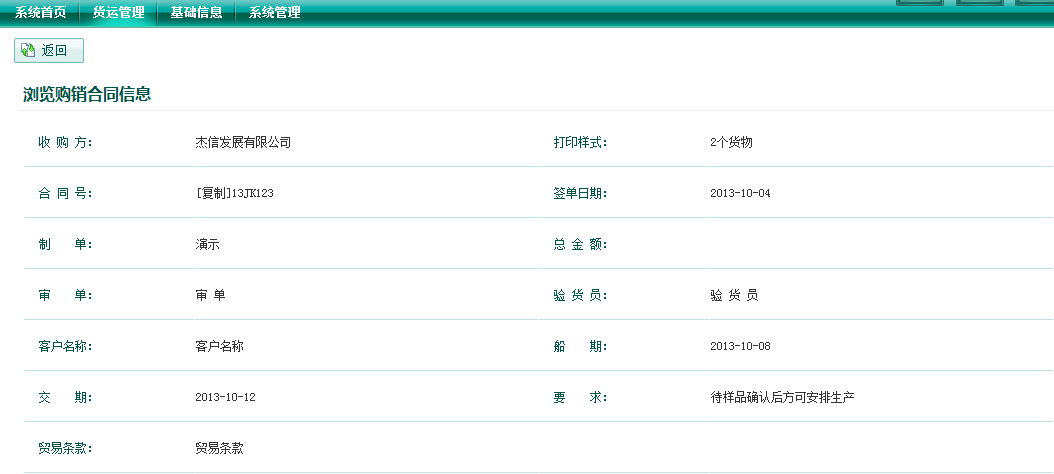 系统首页 货运管理 基础信息 系统管理
返回
浏览购销合同信息
收 购 方： 杰信发展有限公司 打印样式： 2个货物
合 同 号： [复制]13JK123 签单日期： 2013-10-04
制 单： 演示 总 金 额：
审 单： 审 单 验 货 员： 验 货 员
客户名称： 客户名称 船 期： 2013-10-08
交 期： 2013-10-12 要 求： 待样品确认后方可安排生产
贸易条款： 贸易条款